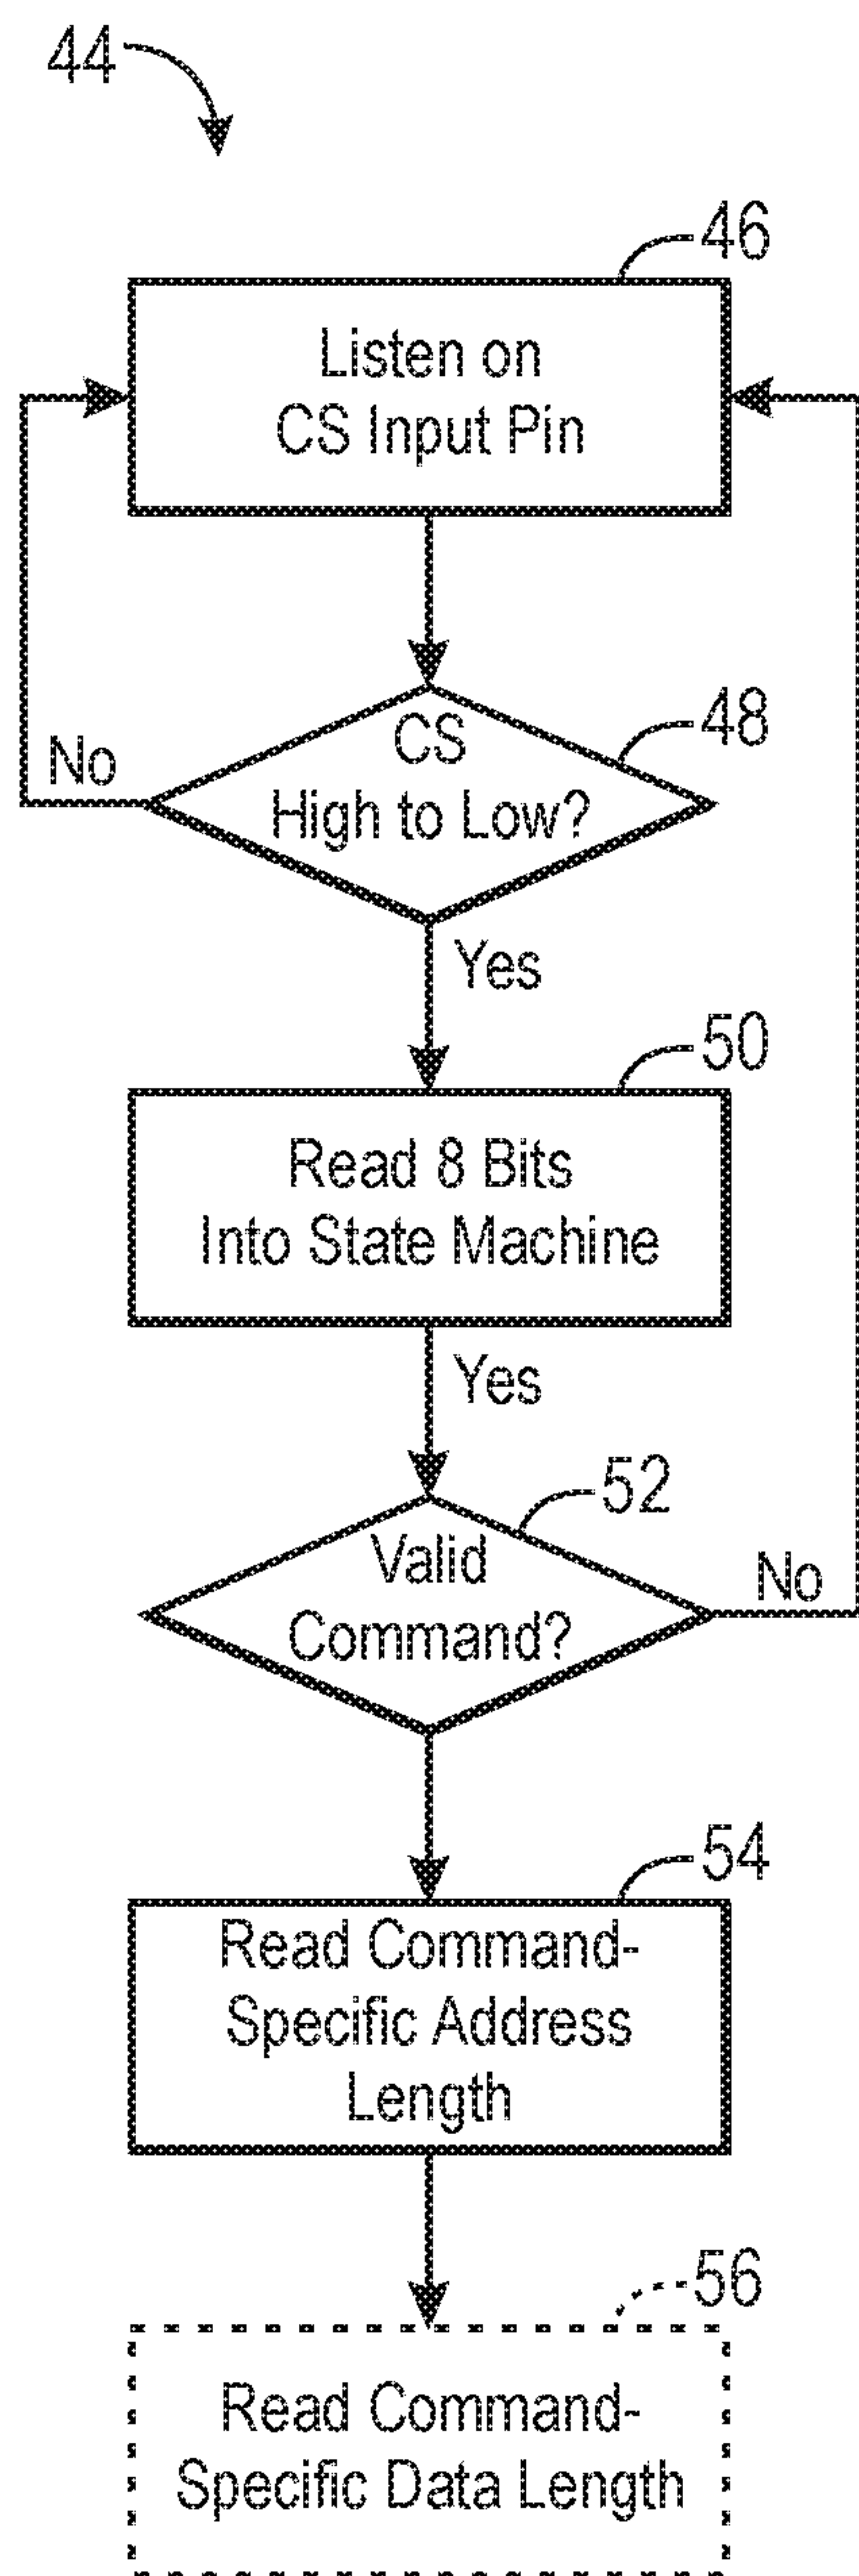 44
46
Listen on
CS Input Pin
48
CS
High to Low?
No
Yes
50
Read 8 Bits
Into State Machine
Yes
52
Valid
Command?
No
54
Read Command-
Specific Address
Length
56
Read Command-
Specific Data Length